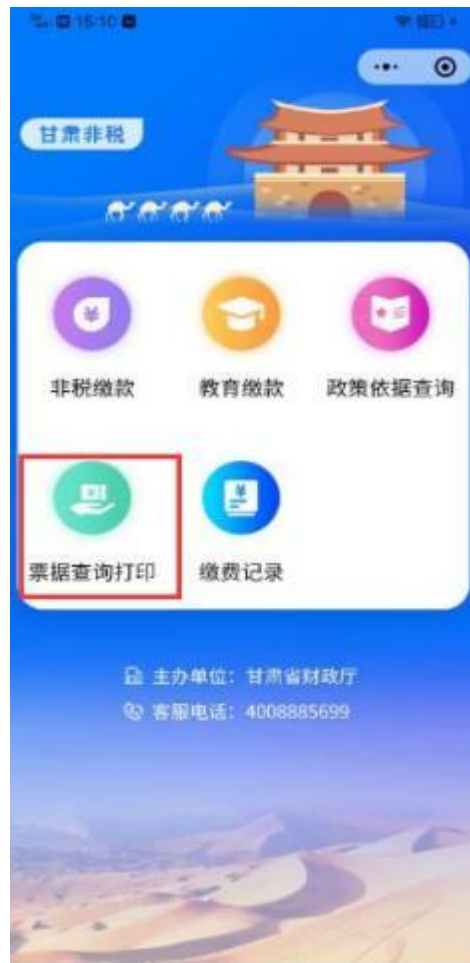 15:10
甘肃非税
非税缴款 教育缴款 政策依据查询
票据查询打印 缴费记录
主办单位：甘肃省财政厅
客服电话：4008885699